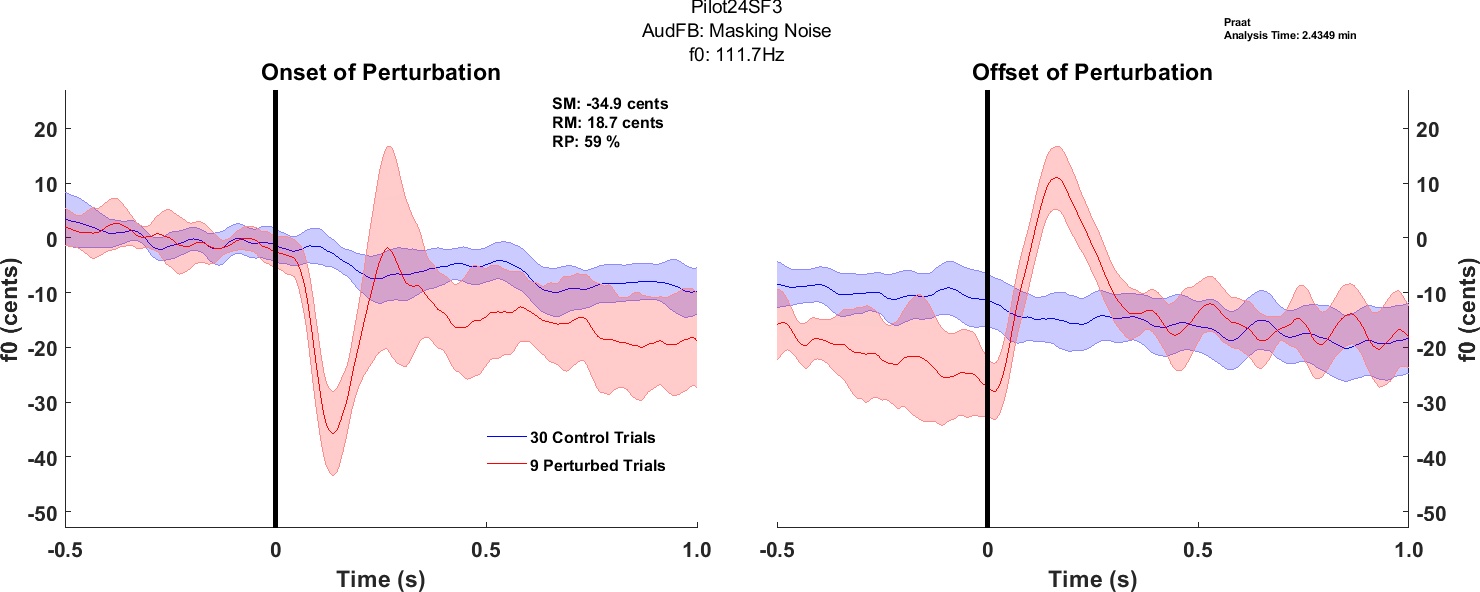 Pilot24SF3
AudFB: Masking Noise
f0: 111.7Hz
Praat
Analysis Time: 2.4349 min
Onset of Perturbation
SM: -34.9 cents
RM: 18.7 cents
RP: 59 %
f0 (cents)
20
10
0
-10
-20
-30
-40
-50
30 Control Trials
9 Perturbed Trials
-0.5 0 0.5 1.0
Time (s)
Offset of Perturbation
20
10
0
-10
-20
-30
-40
-50
f0 (cents)
-0.5 0 0.5 1.0
Time (s)